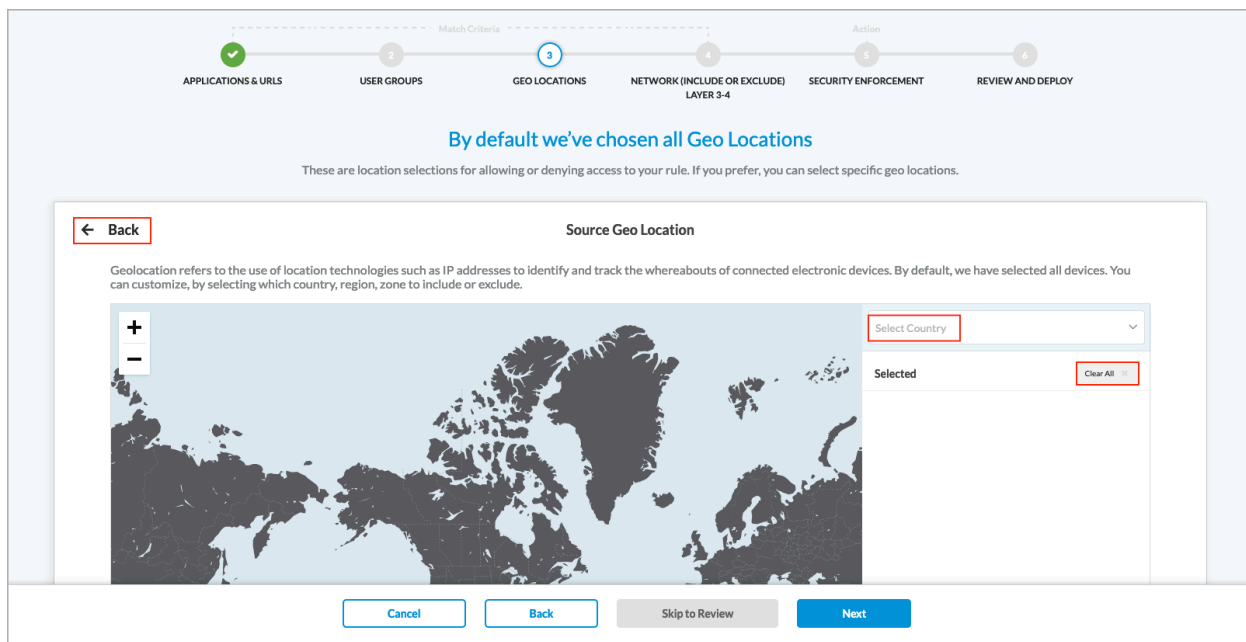 Match Criteria
Action
2
3
4
5
6
APPLICATIONS & URLS
USER GROUPS
GEO LOCATIONS
NETWORK (INCLUDE OR EXCLUDE)
LAYER 3-4
SECURITY ENFORCEMENT
REVIEW AND DEPLOY
By default we've chosen all Geo Locations
These are location selections for allowing or denying access to your rule. If you prefer, you can select specific geo locations.
Back
Source Geo Location
Geolocation refers to the use of location technologies such as IP addresses to identify and track the whereabouts of connected electronic devices. By default, we have selected all devices. You
can customize, by selecting which country, region, zone to include or exclude.
Select Country
Selected
Clear All
Cancel
Back
Skip to Review
Next